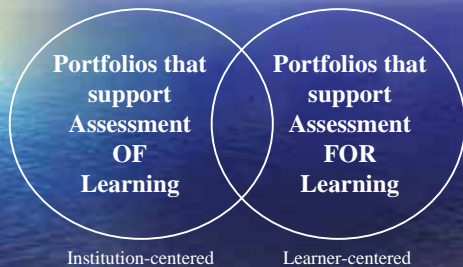 Portfolios that
support
Assessment
OF
Learning
Portfolios that
support
Assessment
FOR
Learning
Institution-centered
Learner-centered